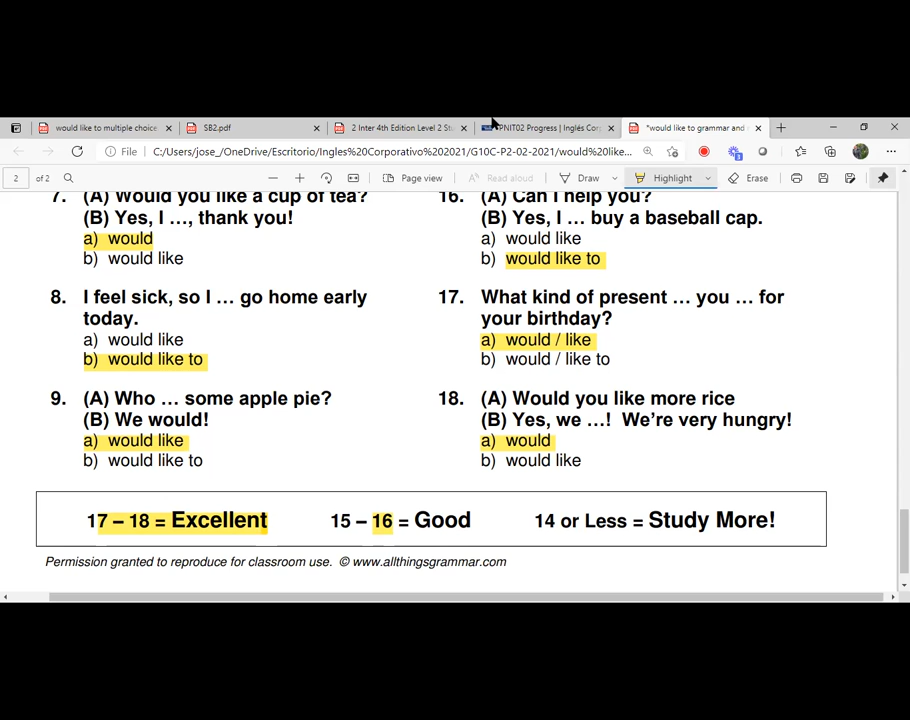 would like to multiple choice
SB2.pdf
2 Inter 4th Edition Level 2 Stu
PNIT02 Progress | Inglés Corp
*would like to grammar and
File C:/Users/jose_/OneDrive/Escritorio/Ingles%20Corporativo%202021/G10C-P2-02-2021/would%20like...
2 of 2 Page view Read aloud Draw Highlight Erase
7. (A) Would you like a cup of tea?
(B) Yes, I …, thank you!
a) would
b) would like
8. I feel sick, so I … go home early
today.
a) would like
b) would like to
9. (A) Who … some apple pie?
(B) We would!
a) would like
b) would like to
16. (A) Can I help you?
(B) Yes, I … buy a baseball cap.
a) would like
b) would like to
17. What kind of present … you … for
your birthday?
a) would / like
b) would / like to
18. (A) Would you like more rice
(B) Yes, we …! We’re very hungry!
a) would
b) would like
17 – 18 = Excellent 15 – 16 = Good 14 or Less = Study More!
Permission granted to reproduce for classroom use. © www.allthingsgrammar.com